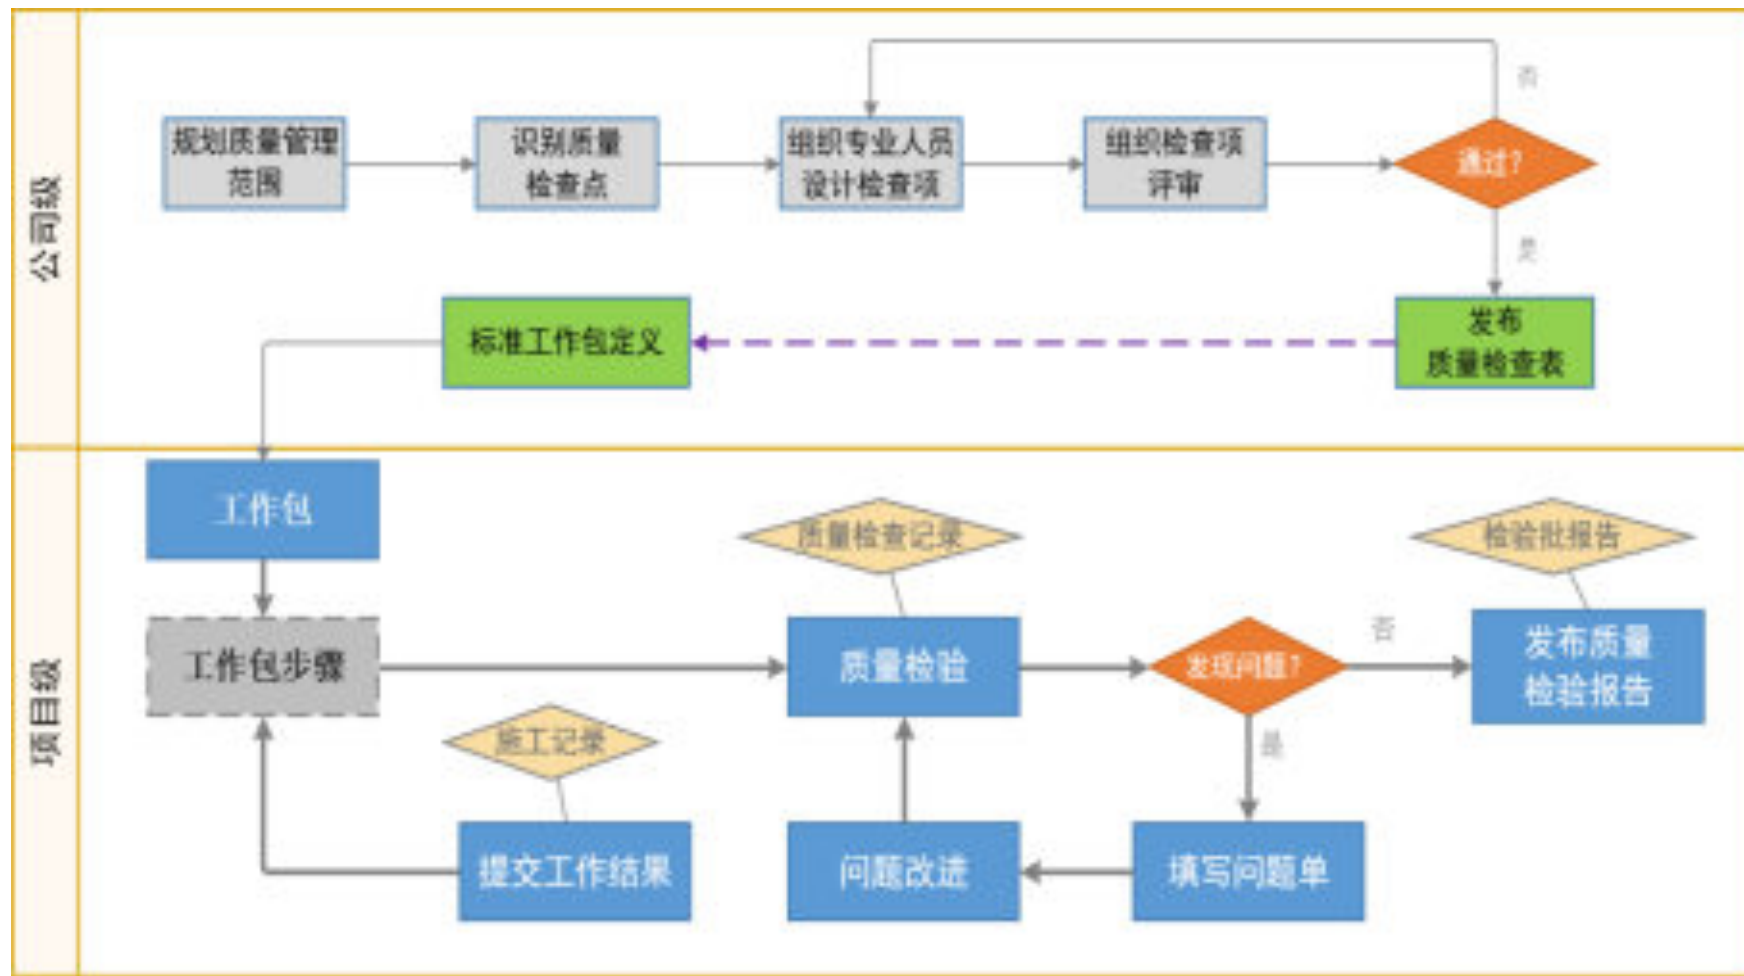 公司级
规划质量管理
范围
识别质量
检查点
组织专业人员
设计检查项
组织检查项
评审
通过?
否
是
标准工作包定义
发布
质量检查表
项目级
工作包
质量检查记录
检验批报告
工作包步骤
质量检验
发现问题?
否
发布质量
检验报告
施工记录
是
提交工作结果
问题改进
填写问题单